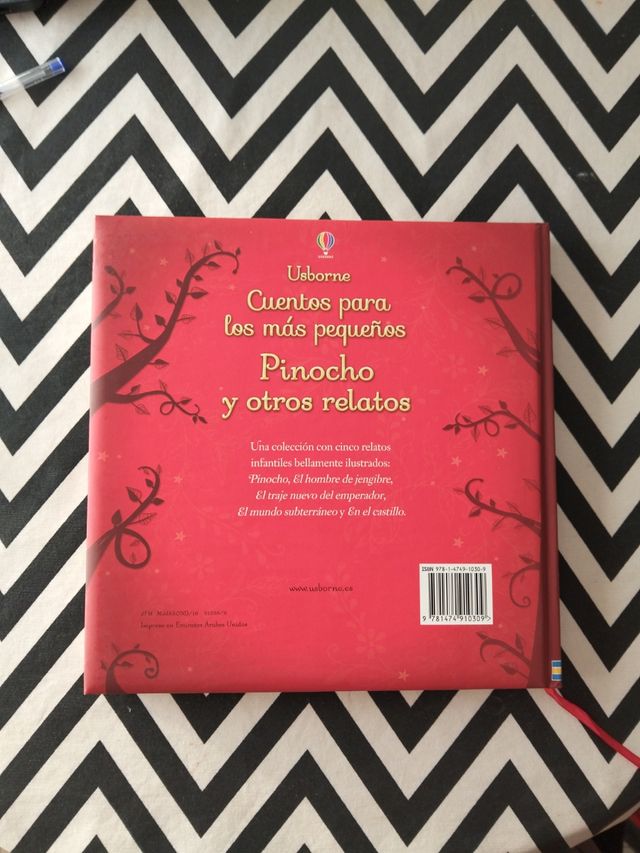 Usborne
Cuentos para
los más pequeños
Pinocho
y otros relatos
Una colección con cinco relatos
infantiles bellamente ilustrados:
Pinocho, El hombre de jengibre,
El traje nuevo del emperador,
El mundo subterráneo y En el castillo.
ISBN 978-1-4749-1030-9
9 781474 910309
www.usborne.es
Impreso en Emiratos Árabes Unidos